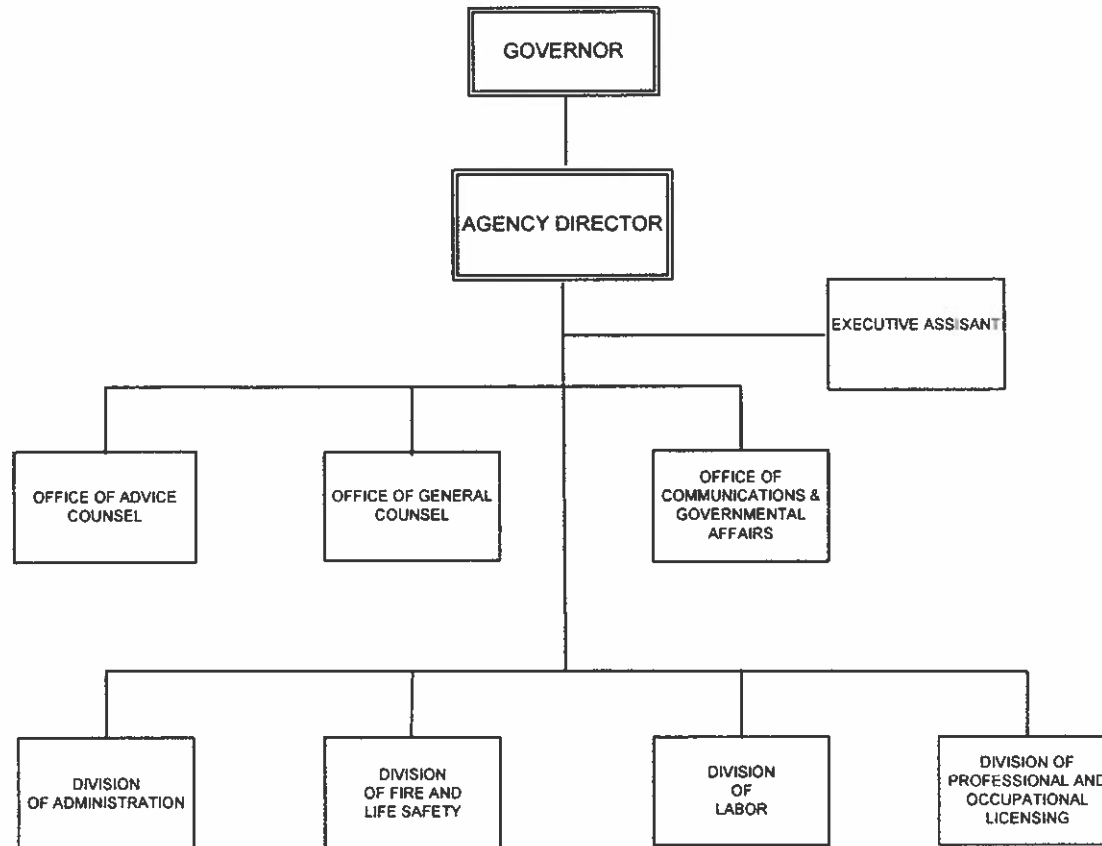 GOVERNOR
AGENCY DIRECTOR
EXECUTIVE ASSISANT
OFFICE OF ADVICE
COUNSEL
OFFICE OF GENERAL
COUNSEL
OFFICE OF
COMMUNICATIONS &
GOVERNMENTAL
AFFAIRS
DIVISION
OF ADMINISTRATION
DIVISION
OF FIRE AND
LIFE SAFETY
DIVISION
OF
LABOR
DIVISION OF
PROFESSIONAL AND
OCCUPATIONAL
LICENSING